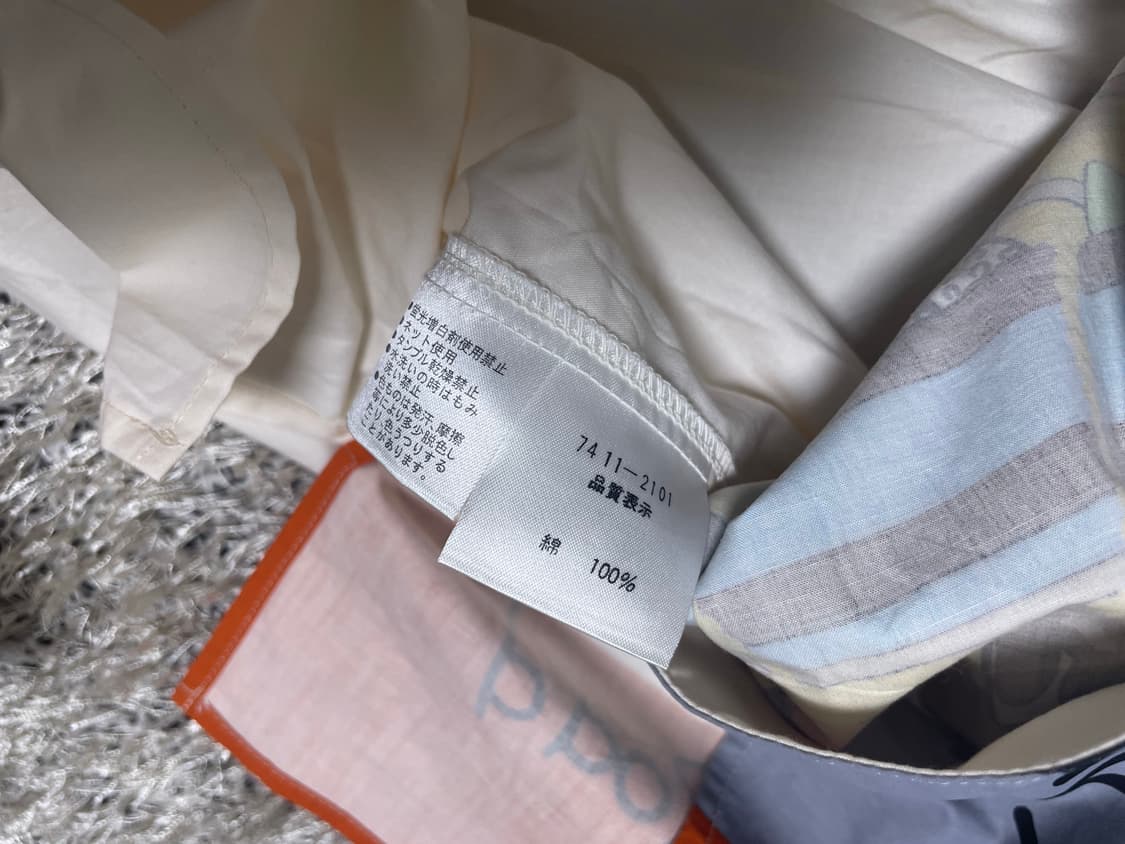 ●蛍光増白剤使用禁止
●ネット使用
●タンブル乾燥禁止
●水洗いの時はもみ
洗い禁止
●色ものは発汗、摩擦
等により多少脱色し
たり、色うつりする
ことがあります。
7411-2101
品質表示
綿 100%